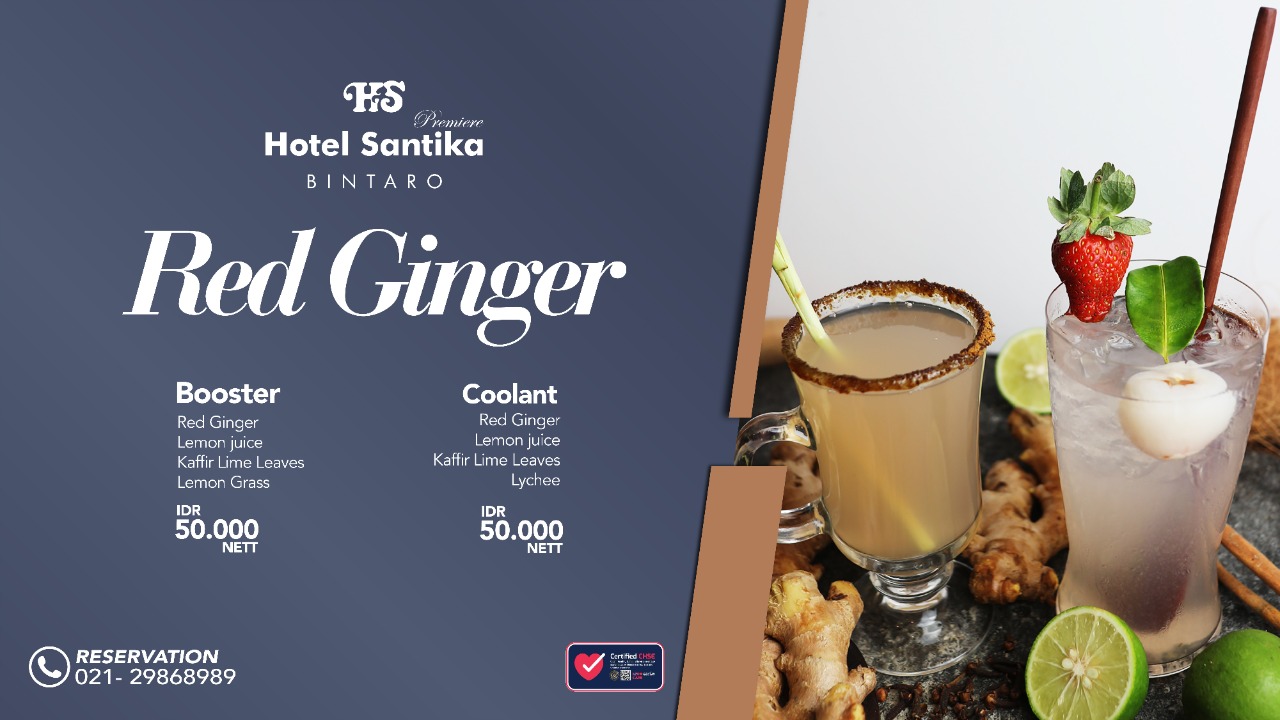 H&S
Premiere
Hotel Santika
BINTARO
Red Ginger
Booster
Red Ginger
Lemon juice
Kaffir Lime Leaves
Lemon Grass
IDR
50.000
NETT
Coolant
Red Ginger
Lemon juice
Kaffir Lime Leaves
Lychee
IDR
50.000
NETT
RESERVATION
021- 29868989
Certified CHSE